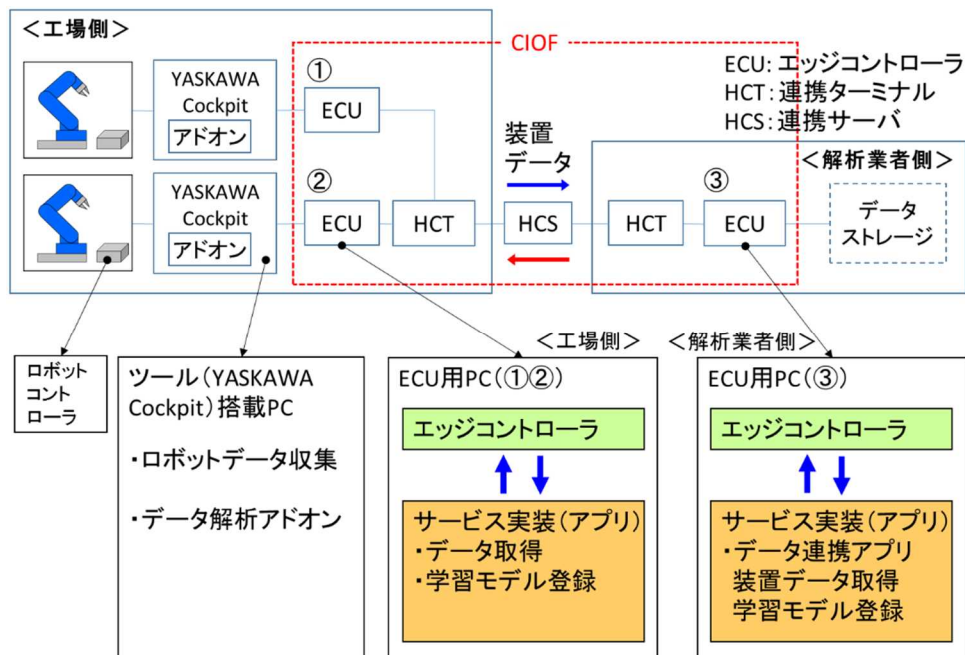 ＜工場側＞
CIOF
YASKAWA
Cockpit
アドオン
①
ECU
ECU: エッジコントローラ
HCT: 連携ターミナル
HCS: 連携サーバ
YASKAWA
Cockpit
アドオン
②
ECU
HCT
装置
データ
HCS
＜解析業者側＞
HCT
③
ECU
データ
ストレージ
ロボット
コント
ローラ
ツール（YASKAWA
Cockpit）搭載PC
・ロボットデータ収集
・データ解析アドオン
＜工場側＞
ECU用PC（①②）
エッジコントローラ
サービス実装（アプリ）
・データ取得
・学習モデル登録
＜解析業者側＞
ECU用PC（③）
エッジコントローラ
サービス実装（アプリ）
・データ連携アプリ
装置データ取得
学習モデル登録